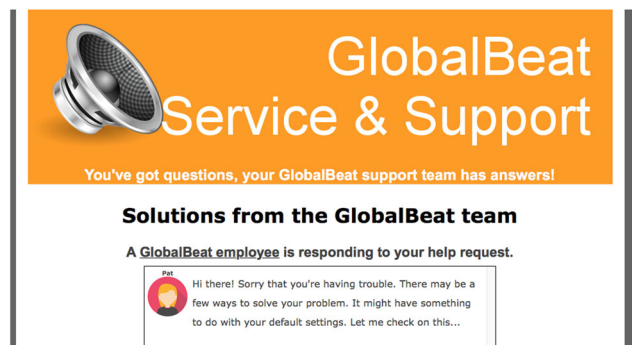 GlobalBeat
Service & Support
You've got questions, your GlobalBeat support team has answers!
Solutions from the GlobalBeat team
A GlobalBeat employee is responding to your help request.
Pat
Hi there! Sorry that you're having trouble. There may be a
few ways to solve your problem. It might have something
to do with your default settings. Let me check on this...